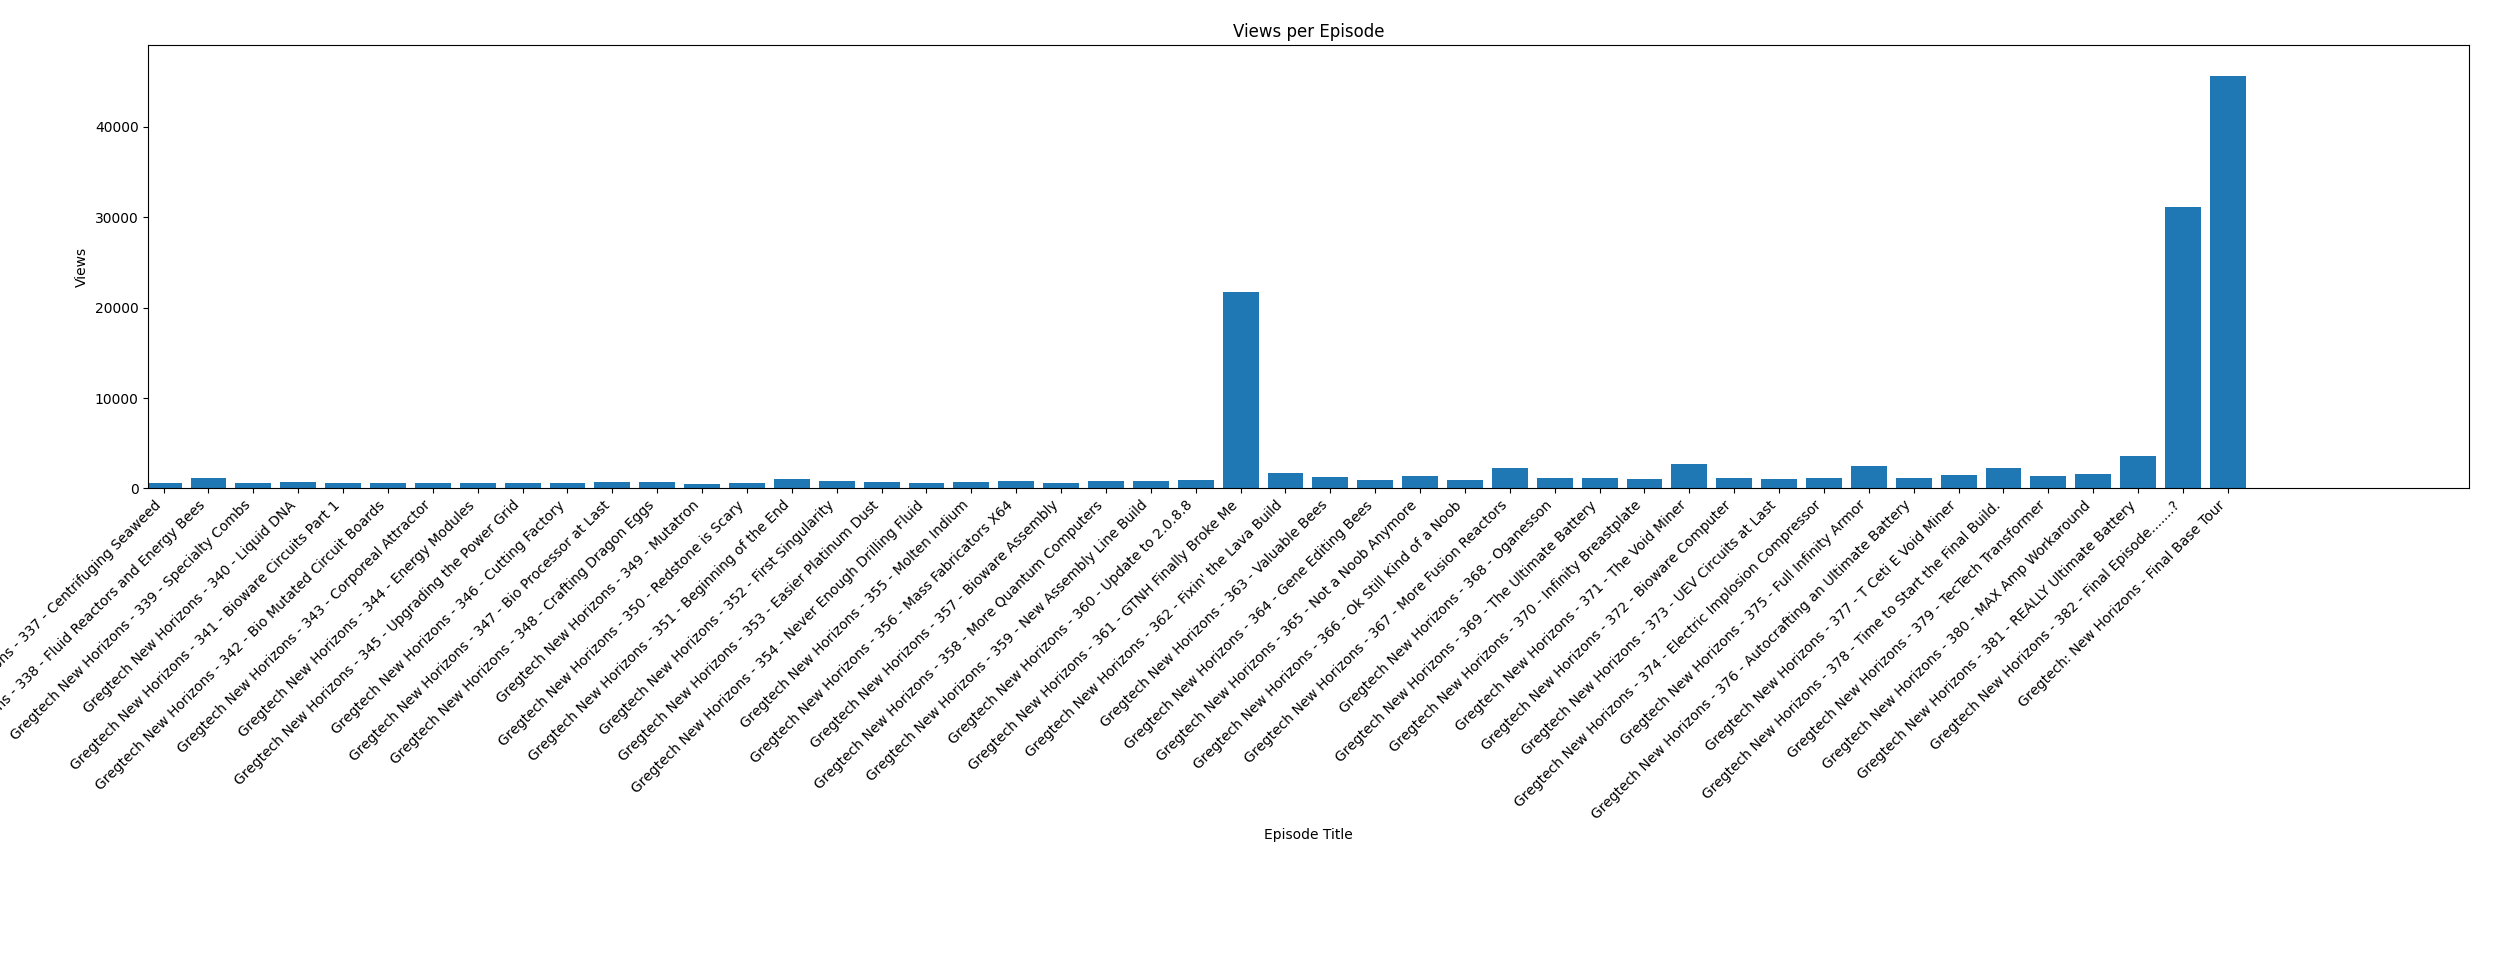 Views per Episode
40000
30000
20000
10000
0
Views
- 337 - Centrifuging Seaweed
- 338 - Fluid Reactors and Energy Bees
Gregtech New Horizons - 339 - Specialty Combs
Gregtech New Horizons - 340 - Liquid DNA
Gregtech New Horizons - 341 - Bioware Circuits Part 1
Gregtech New Horizons - 342 - Bio Mutated Circuit Boards
Gregtech New Horizons - 343 - Corporeal Attractor
Gregtech New Horizons - 344 - Energy Modules
Gregtech New Horizons - 345 - Upgrading the Power Grid
Gregtech New Horizons - 346 - Cutting Factory
Gregtech New Horizons - 347 - Bio Processor at Last
Gregtech New Horizons - 348 - Crafting Dragon Eggs
Gregtech New Horizons - 349 - Mutatron
Gregtech New Horizons - 350 - Redstone is Scary
Gregtech New Horizons - 351 - Beginning of the End
Gregtech New Horizons - 352 - First Singularity
Gregtech New Horizons - 353 - Easier Platinum Dust
Gregtech New Horizons - 354 - Never Enough Drilling Fluid
Gregtech New Horizons - 355 - Molten Indium
Gregtech New Horizons - 356 - Mass Fabricators X64
Gregtech New Horizons - 357 - Bioware Assembly
Gregtech New Horizons - 358 - More Quantum Computers
Gregtech New Horizons - 359 - New Assembly Line Build
Gregtech New Horizons - 360 - Update to 2.0.8.8
Gregtech New Horizons - 361 - GTNH Finally Broke Me
Gregtech New Horizons - 362 - Fixin' the Lava Build
Gregtech New Horizons - 363 - Valuable Bees
Gregtech New Horizons - 364 - Gene Editing Bees
Gregtech New Horizons - 365 - Not a Noob Anymore
Gregtech New Horizons - 366 - Ok Still Kind of a Noob
Gregtech New Horizons - 367 - More Fusion Reactors
Gregtech New Horizons - 368 - Oganesson
Gregtech New Horizons - 369 - The Ultimate Battery
Gregtech New Horizons - 370 - Infinity Breastplate
Gregtech New Horizons - 371 - The Void Miner
Gregtech New Horizons - 372 - Bioware Computer
Gregtech New Horizons - 373 - UEV Circuits at Last
Gregtech New Horizons - 374 - Electric Implosion Compressor
Gregtech New Horizons - 375 - Full Infinity Armor
Gregtech New Horizons - 376 - Autocrafting an Ultimate Battery
Gregtech New Horizons - 377 - T Ceti E Void Miner
Gregtech New Horizons - 378 - Time to Start the Final Build.
Gregtech New Horizons - 379 - TecTech Transformer
Gregtech New Horizons - 380 - MAX Amp Workaround
Gregtech New Horizons - 381 - REALLY Ultimate Battery
Gregtech New Horizons - 382 - Final Episode.......?
Gregtech: New Horizons - Final Base Tour
Episode Title